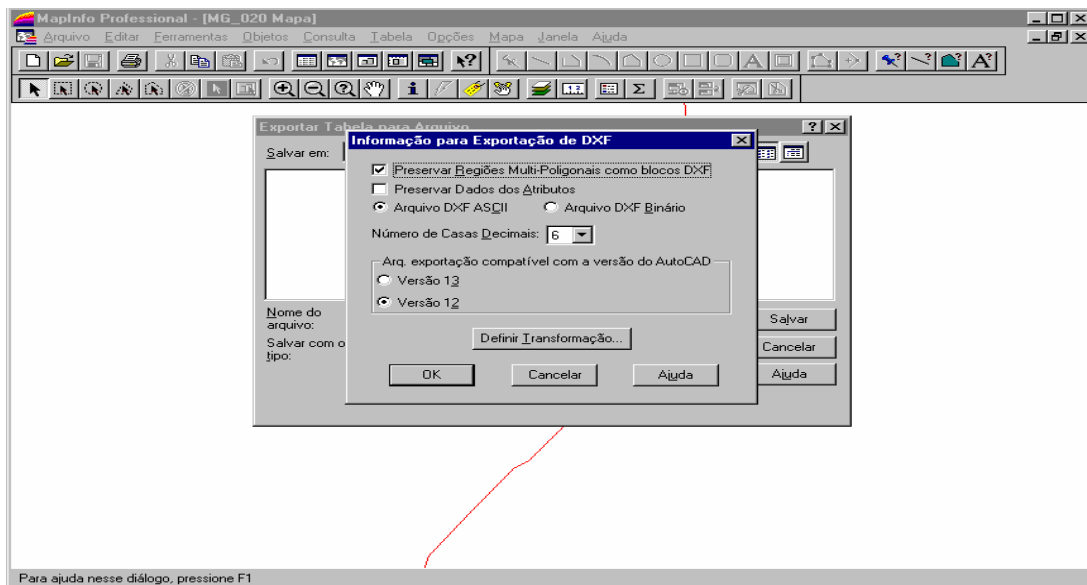 MapInfo Professional - [MG_020 Mapa]
Arquivo Editar Ferramentas Objetos Consulta Tabela Opções Mapa Janela Ajuda
Exportar Tabela para Arquivo
Informação para Exportação de DXF
Salvar em:
Preservar Regiões Multi-Poligonais como blocos DXF
Preservar Dados dos Atributos
Arquivo DXF ASCII Arquivo DXF Binário
Número de Casas Decimais: 6
Arq. exportação compatível com a versão do AutoCAD
Versão 13
Versão 12
Nome do
arquivo:
Salvar
Definir Transformação...
Salvar com o
tipo:
Cancelar
OK Cancelar Ajuda
Ajuda
Para ajuda nesse diálogo, pressione F1